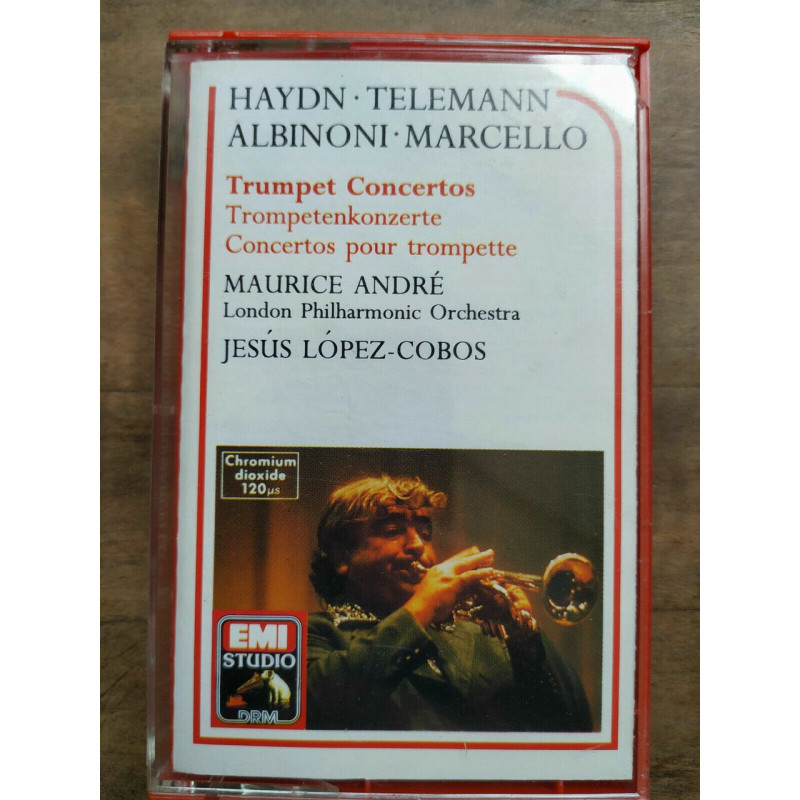 HAYDN · TELEMANN
ALBINONI · MARCELLO
Trumpet Concertos
Trompetenkonzerte
Concertos pour trompette
MAURICE ANDRÉ
London Philharmonic Orchestra
JESÚS LÓPEZ-COBOS
Chromium
dioxide
120µs
EMI
STUDIO
DRM